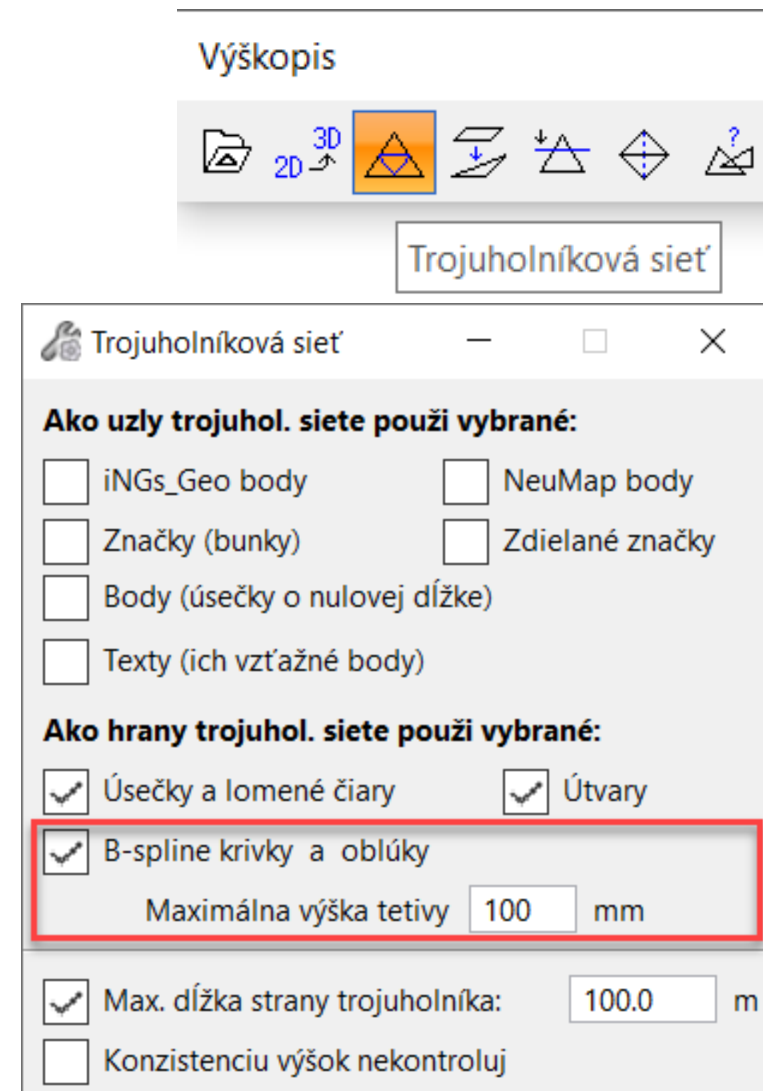 Výškopis
3D
2D
?
Trojuholníková sieť
Trojuholníková sieť
Ako uzly trojuhol. siete použi vybrané:
iNGs_Geo body NeuMap body
Značky (bunky) Zdielané značky
Body (úsečky o nulovej dĺžke)
Texty (ich vzťažné body)
Ako hrany trojuhol. siete použi vybrané:
Úsečky a lomené čiary Útvary
B-spline krivky a oblúky
Maximálna výška tetivy 100 mm
Max. dĺžka strany trojuholníka: 100.0 m
Konzistenciu výšok nekontroluj